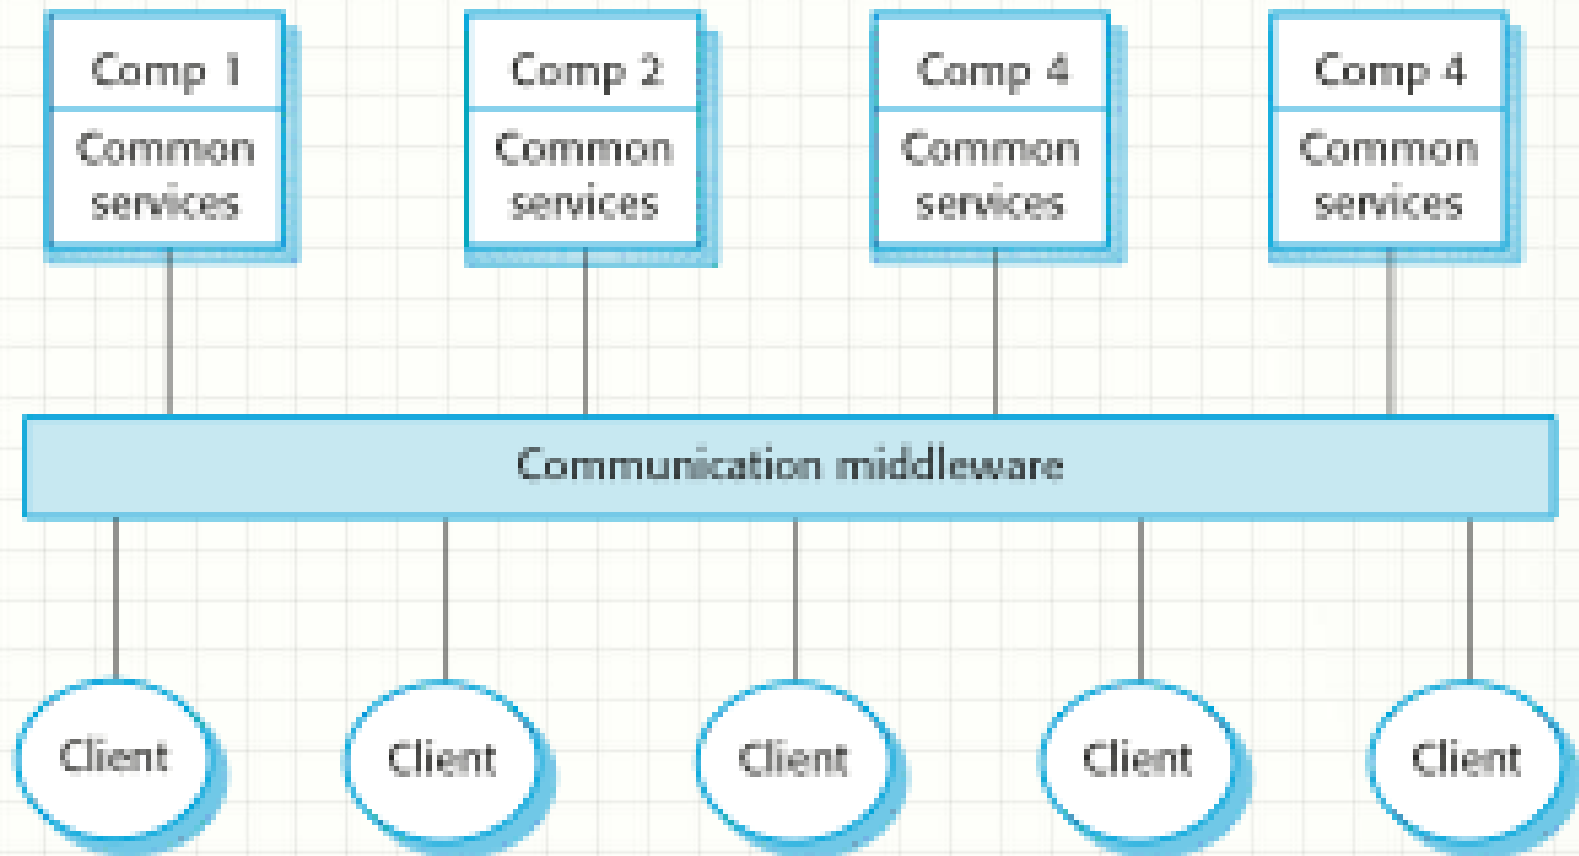 Comp 1
Common
services
Comp 2
Common
services
Comp 4
Common
services
Comp 4
Common
services
Communication middleware
Client
Client
Client
Client
Client